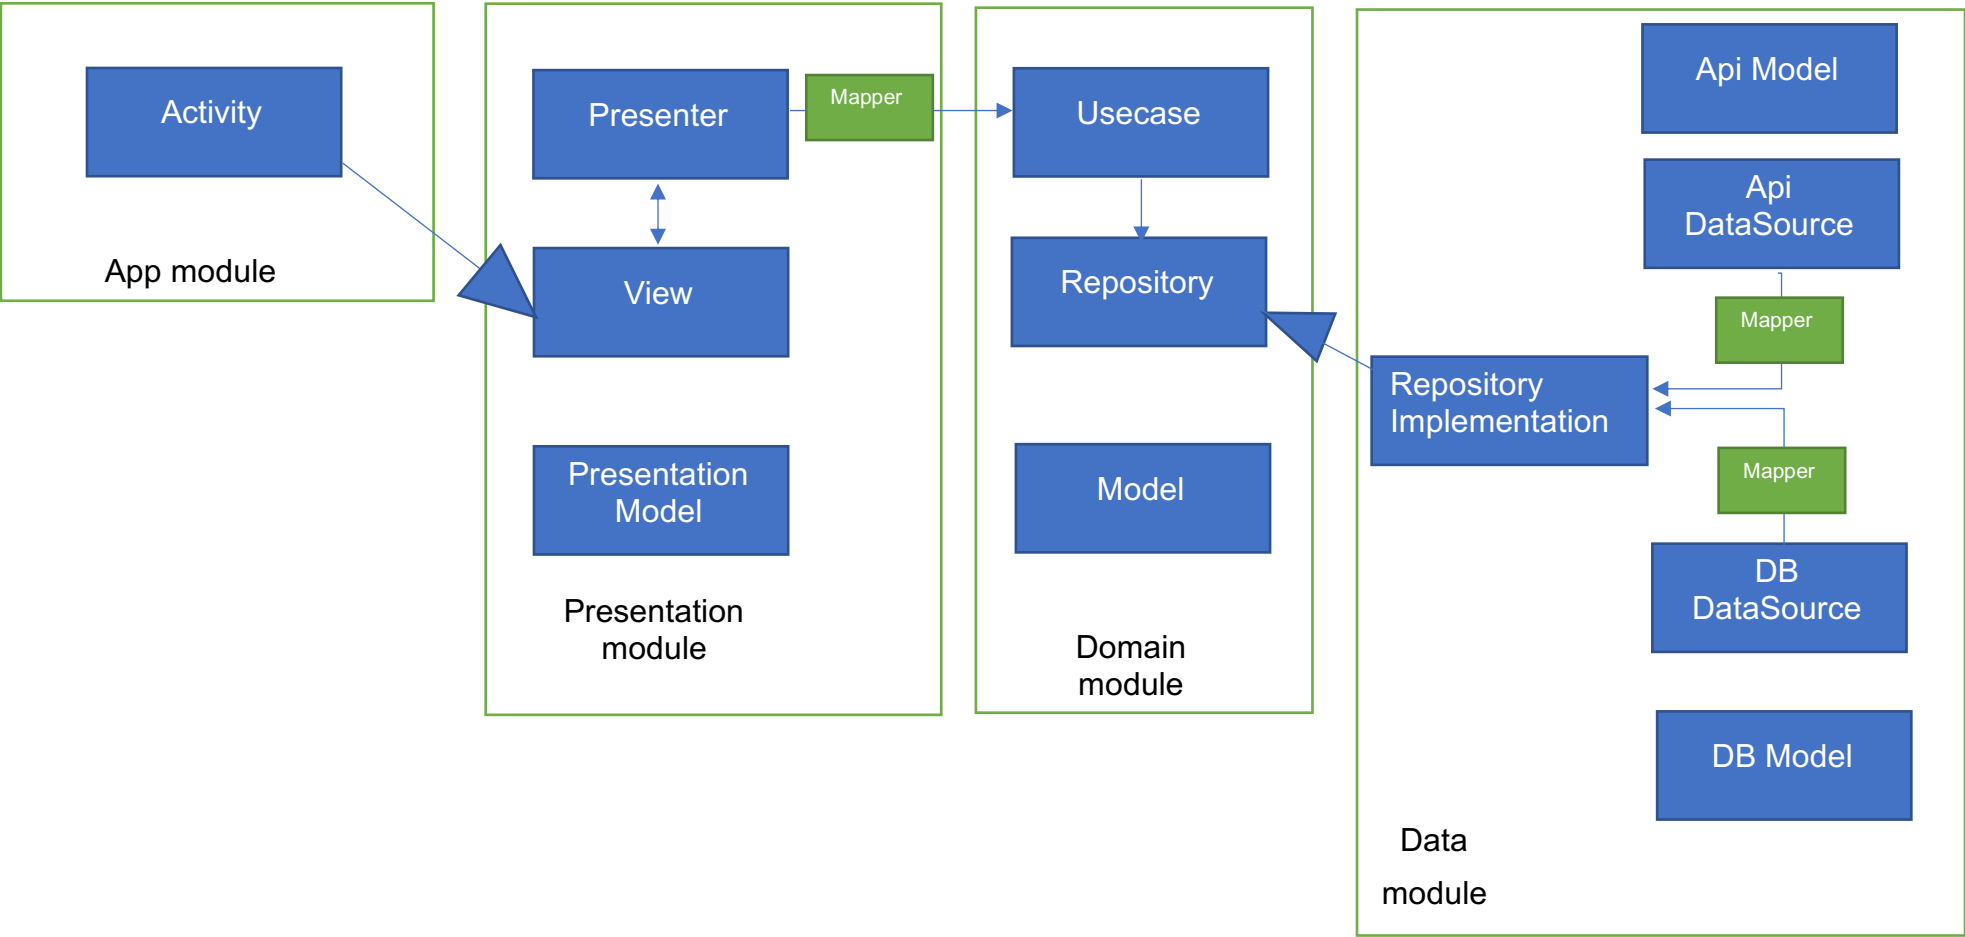 Activity
App module
Presenter
Mapper
View
Presentation
Model
Presentation
module
Usecase
Repository
Model
Domain
module
Api Model
Api
DataSource
Mapper
Repository
Implementation
Mapper
DB
DataSource
DB Model
Data
module